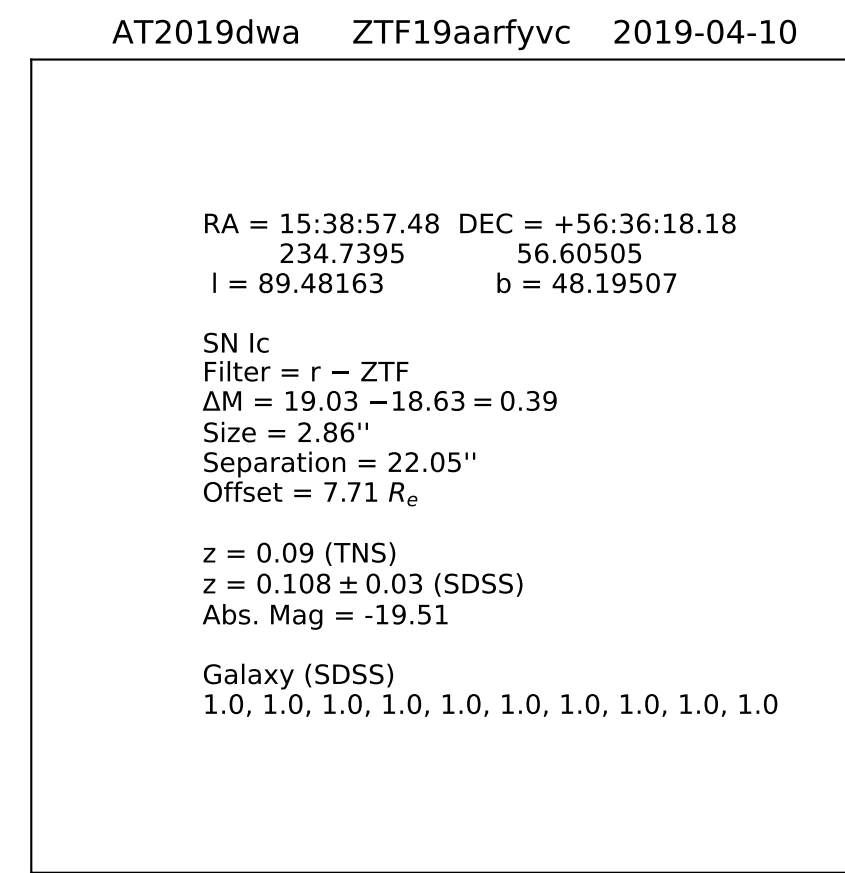 AT2019dwa ZTF19aarfyvc 2019-04-10
RA = 15:38:57.48 DEC = +56:36:18.18
234.7395 56.60505
l = 89.48163 b = 48.19507
SN Ic
Filter = r − ZTF
ΔM = 19.03 −18.63 = 0.39
Size = 2.86''
Separation = 22.05''
Offset = 7.71 Rₑ
z = 0.09 (TNS)
z = 0.108 ± 0.03 (SDSS)
Abs. Mag = -19.51
Galaxy (SDSS)
1.0, 1.0, 1.0, 1.0, 1.0, 1.0, 1.0, 1.0, 1.0, 1.0